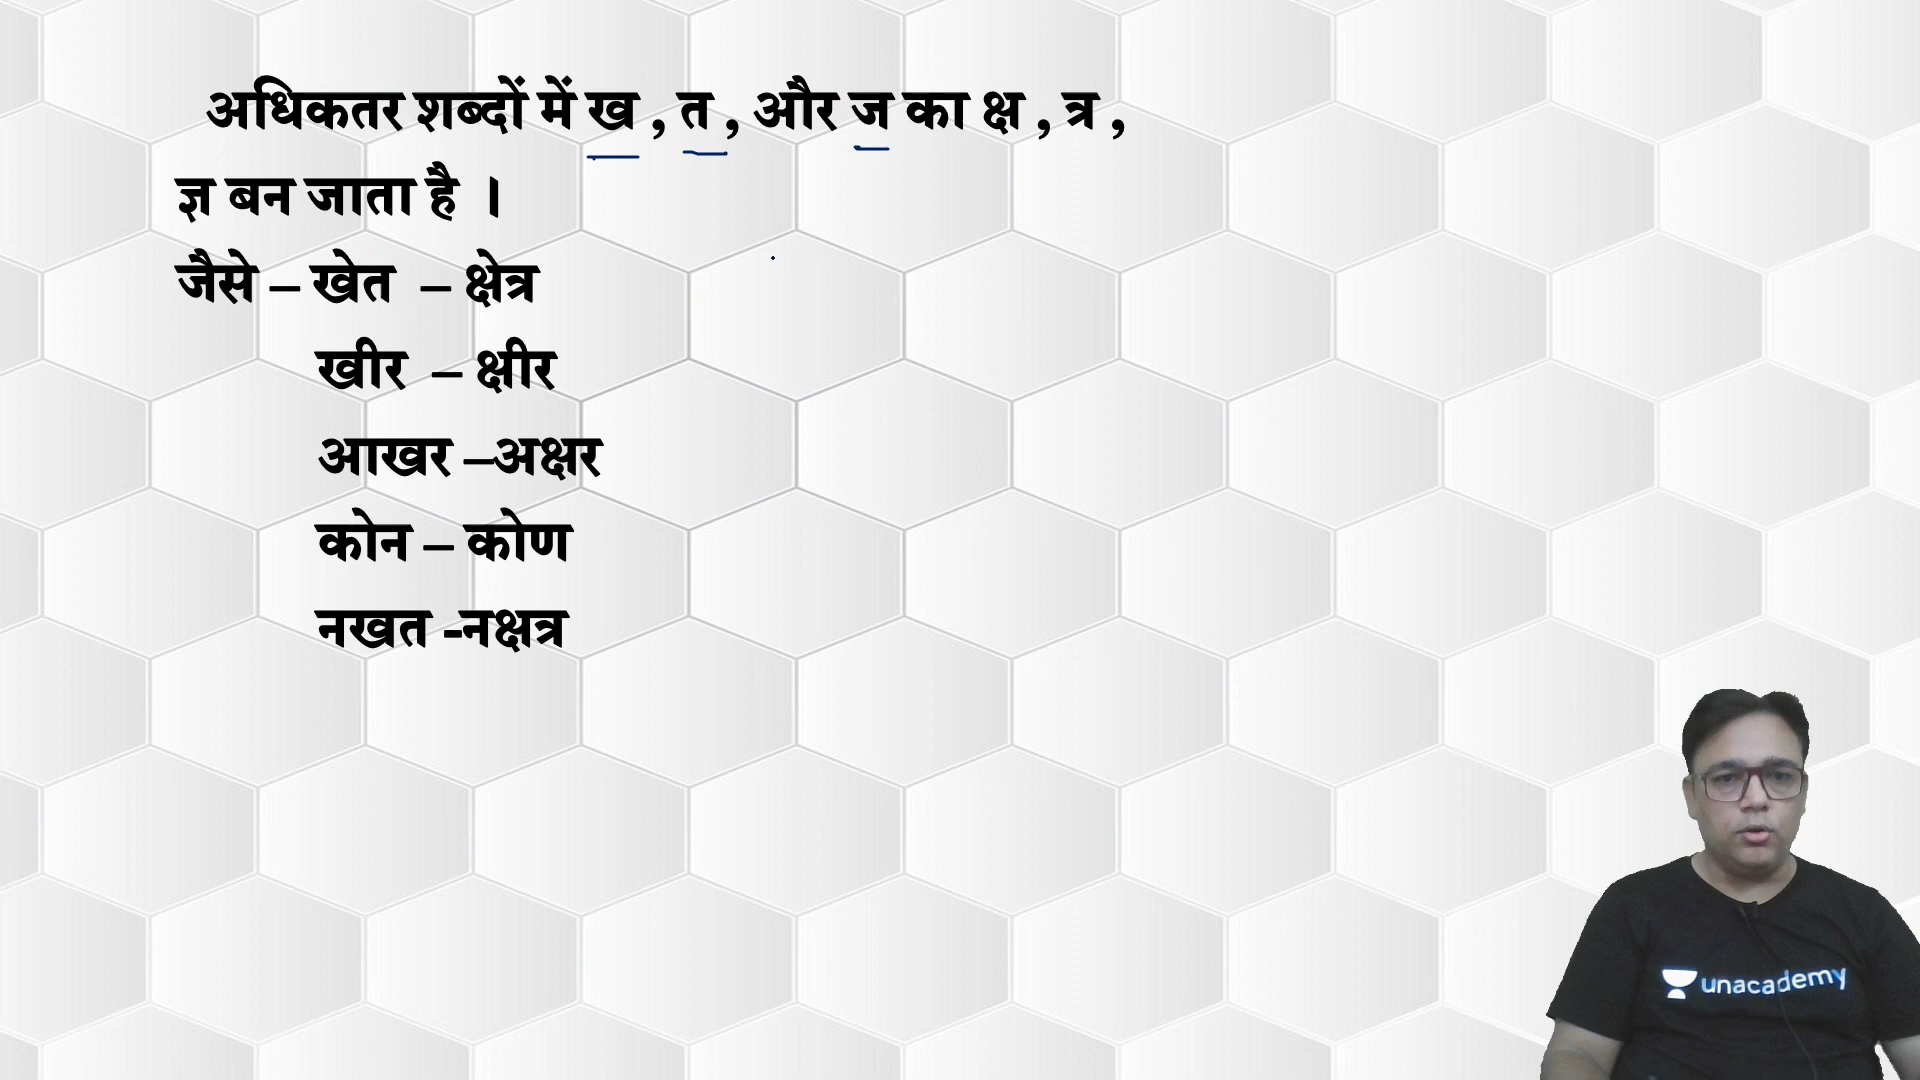 अधिकतर शब्दों में ख , त , और ज का क्ष , त्र ,
ज्ञ बन जाता है ।
जैसे – खेत – क्षेत्र
खीर – क्षीर
आखर –अक्षर
कोन – कोण
नखत -नक्षत्र
unacademy